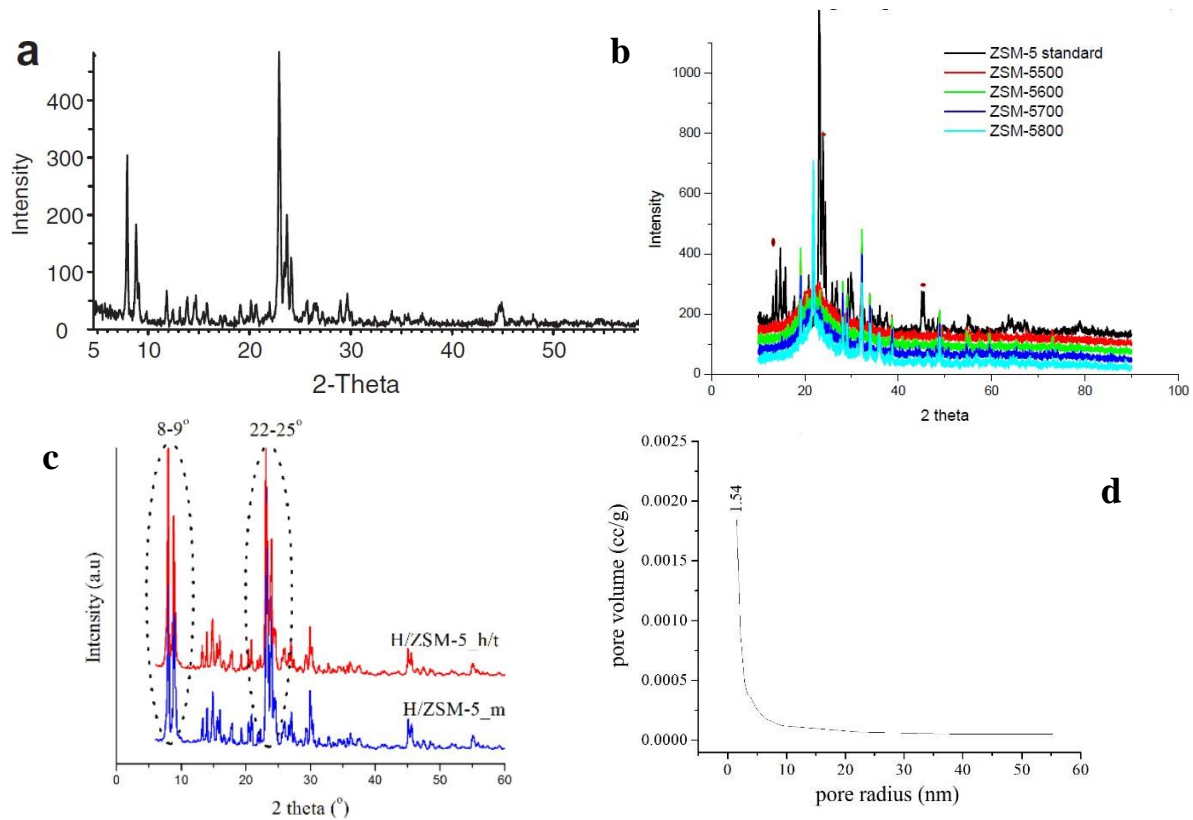 a
400
300
200
100
0
Intensity
5
10
20
30
40
50
2-Theta
b
ZSM-5 standard
ZSM-5500
ZSM-5600
ZSM-5700
ZSM-5800
1000
800
600
400
200
0
Intensity
0
20
40
60
80
100
2 theta
c
8-9°
22-25°
H/ZSM-5_h/t
H/ZSM-5_m
Intensity (a.u)
0
10
20
30
40
50
60
2 theta (°)
d
0.0025
0.0020
0.0015
0.0010
0.0005
0.0000
pore volume (cc/g)
1.54
0
10
20
30
40
50
60
pore radius (nm)